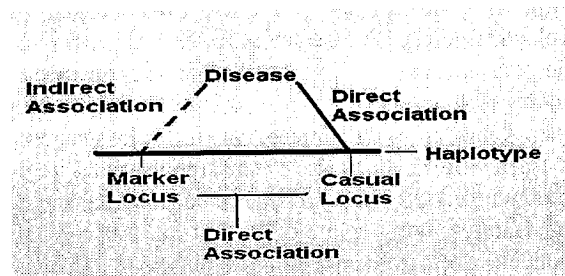 Disease
Indirect
Association
Direct
Association
Haplotype
Marker
Locus
Casual
Locus
Direct
Association